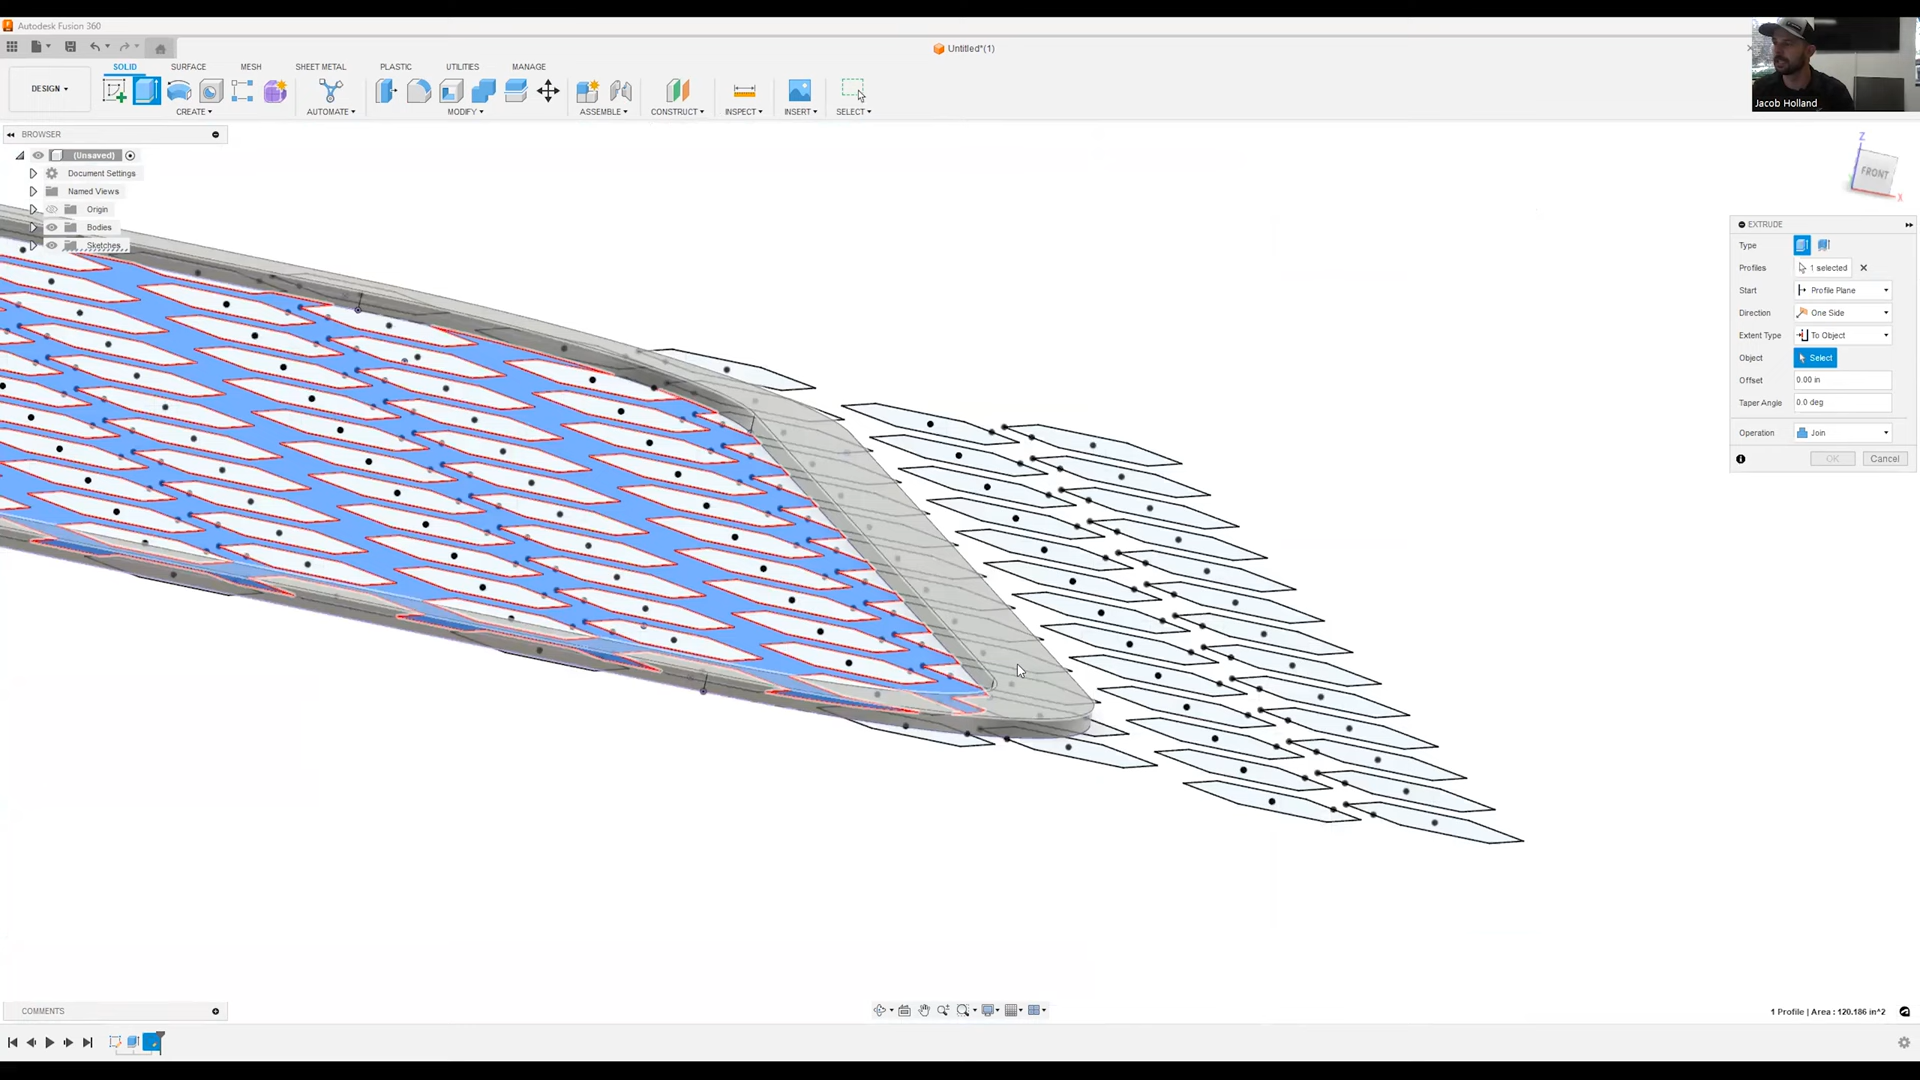 Autodesk Fusion 360
Untitled*(1)
Jacob Holland
DESIGN
SOLID
SURFACE
MESH
SHEET METAL
PLASTIC
UTILITIES
MANAGE
CREATE
AUTOMATE
MODIFY
ASSEMBLE
CONSTRUCT
INSPECT
INSERT
SELECT
BROWSER
(Unsaved)
Document Settings
Named Views
Origin
Bodies
Sketches
Z
FRONT
X
EXTRUDE
Type
Profiles 1 selected
Start Profile Plane
Direction One Side
Extent Type To Object
Object Select
Offset 0.00 in
Taper Angle 0.0 deg
Operation Join
OK Cancel
COMMENTS
1 Profile | Area : 120.186 in^2